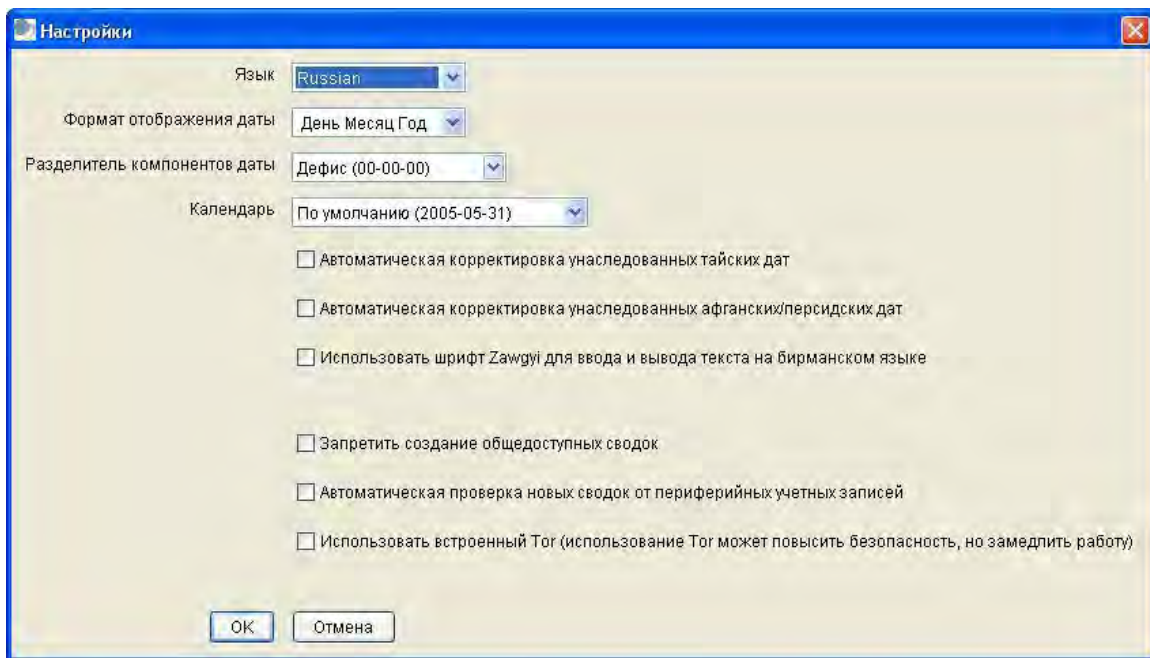 Настройки
Язык Russian
Формат отображения даты День Месяц Год
Разделитель компонентов даты Дефис (00-00-00)
Календарь По умолчанию (2005-05-31)
Автоматическая корректировка унаследованных тайских дат
Автоматическая корректировка унаследованных афганских/персидских дат
Использовать шрифт Zawgyi для ввода и вывода текста на бирманском языке
Запретить создание общедоступных сводок
Автоматическая проверка новых сводок от периферийных учетных записей
Использовать встроенный Tor (использование Tor может повысить безопасность, но замедлить работу)
OK Отмена